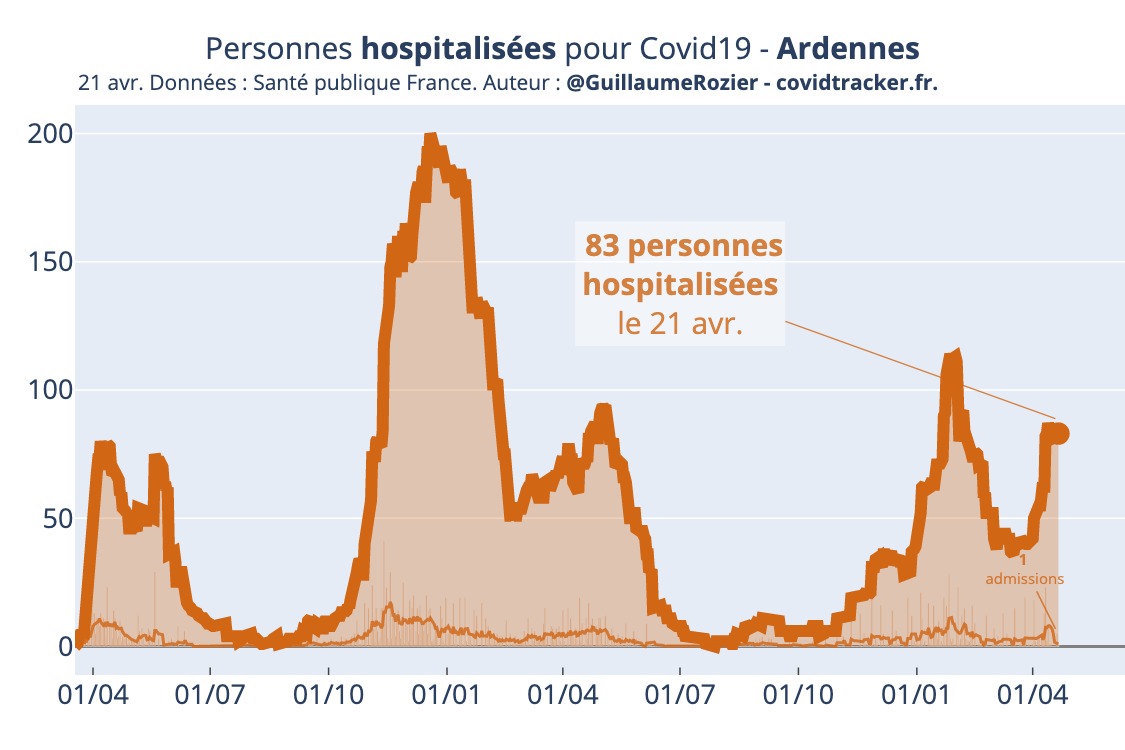 Personnes hospitalisées pour Covid19 - Ardennes
21 avr. Données : Santé publique France. Auteur : @GuillaumeRozier - covidtracker.fr.
200
150
100
50
0
83 personnes
hospitalisées
le 21 avr.
1
admissions
01/04 01/07 01/10 01/01 01/04 01/07 01/10 01/01 01/04